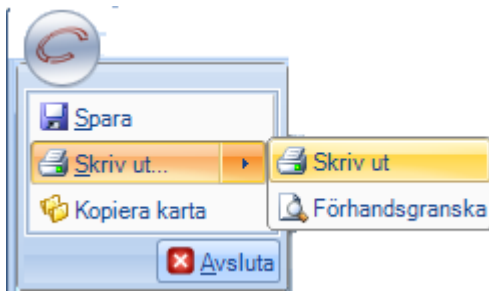 Spara
Skriv ut...
Skriv ut
Kopiera karta
Förhandsgranska
Avsluta